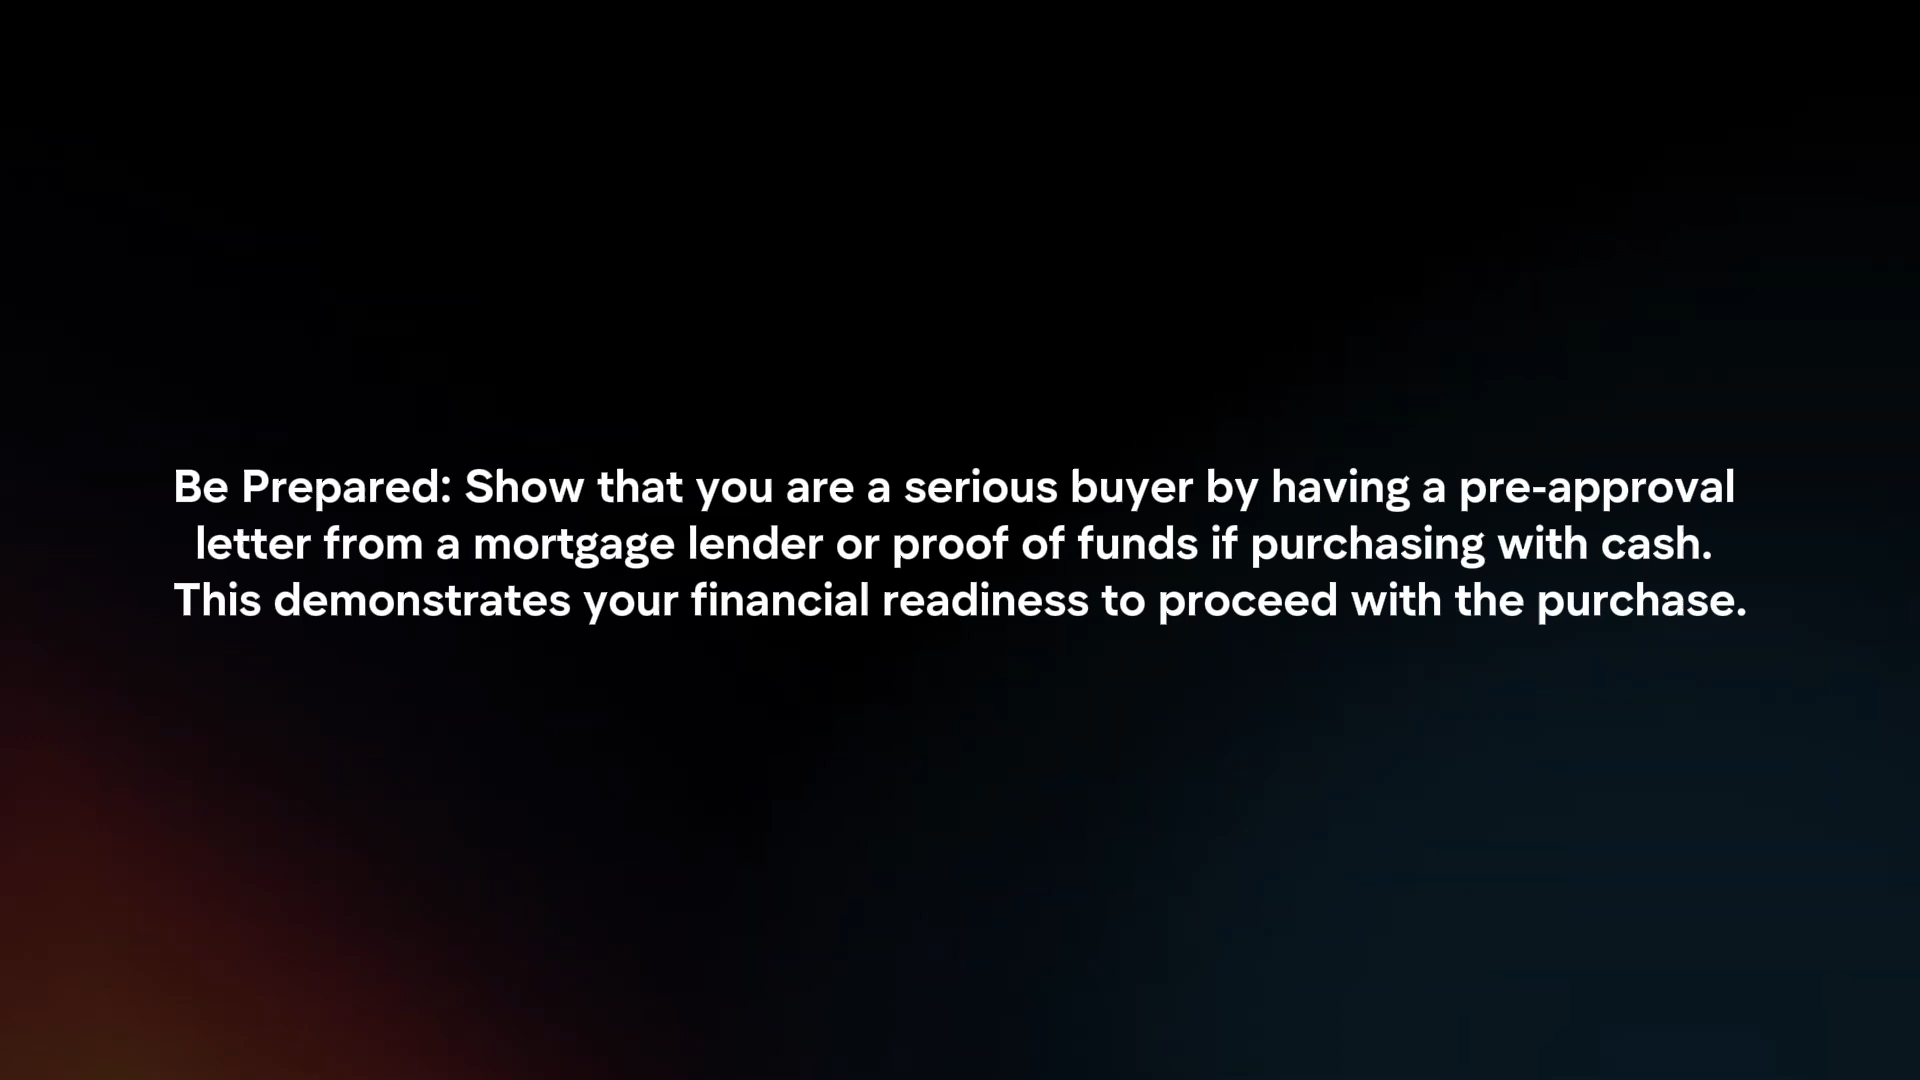 Be Prepared: Show that you are a serious buyer by having a pre-approval
letter from a mortgage lender or proof of funds if purchasing with cash.
This demonstrates your financial readiness to proceed with the purchase.